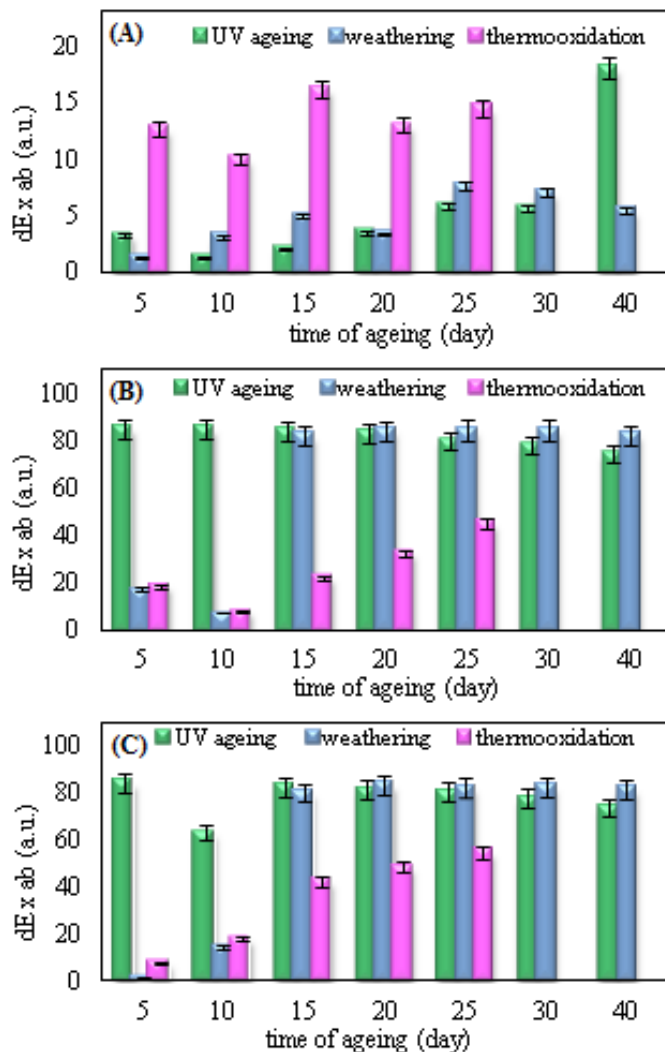 (A) UV ageing weathering thermooxidation
20
15
10
5
0
dE x ab (a.u.)
5 10 15 20 25 30 40
time of ageing (day)
(B) UV ageing weathering thermooxidation
100
80
60
40
20
0
dE x ab (a.u.)
5 10 15 20 25 30 40
time of ageing (day)
(C) UV ageing weathering thermooxidation
100
80
60
40
20
0
dE x ab (a.u.)
5 10 15 20 25 30 40
time of ageing (day)